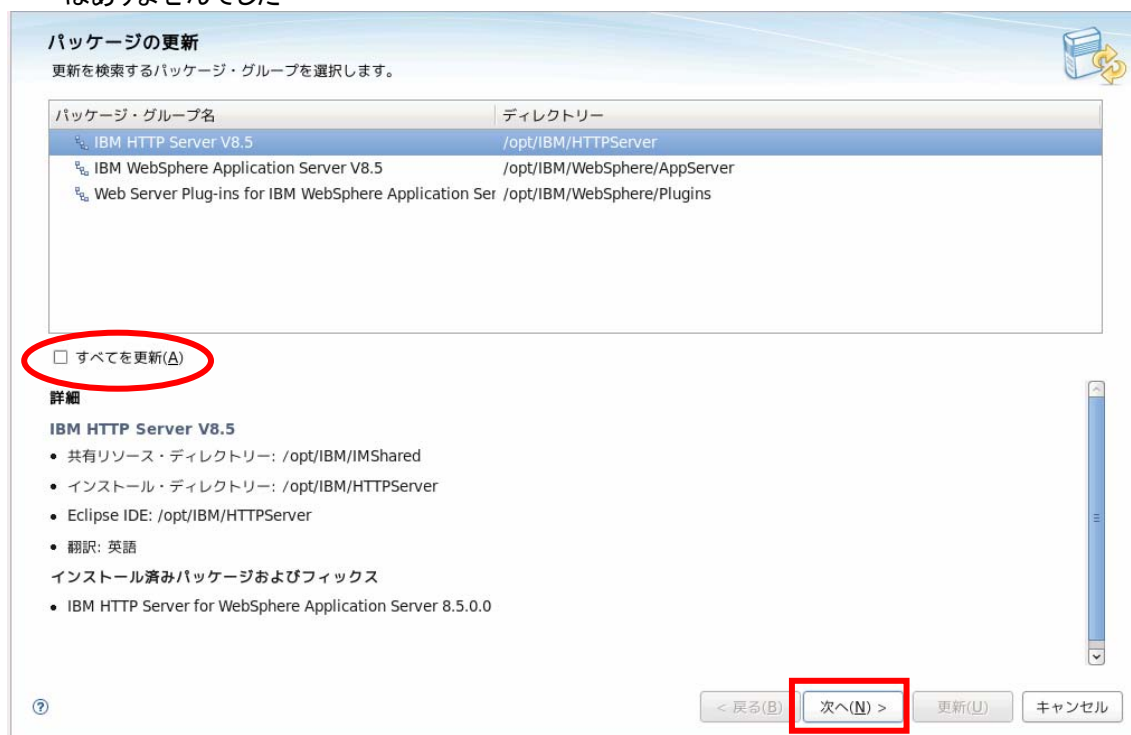 はありませんでした
パッケージの更新
更新を検索するパッケージ・グループを選択します。
パッケージ・グループ名 ディレクトリー
IBM HTTP Server V8.5 /opt/IBM/HTTPServer
IBM WebSphere Application Server V8.5 /opt/IBM/WebSphere/AppServer
Web Server Plug-ins for IBM WebSphere Application Ser /opt/IBM/WebSphere/Plugins
すべてを更新(A)
詳細
IBM HTTP Server V8.5
• 共有リソース・ディレクトリー: /opt/IBM/IMShared
• インストール・ディレクトリー: /opt/IBM/HTTPServer
• Eclipse IDE: /opt/IBM/HTTPServer
• 翻訳: 英語
インストール済みパッケージおよびフィックス
• IBM HTTP Server for WebSphere Application Server 8.5.0.0
? < 戻る(B) 次へ(N) > 更新(U) キャンセル